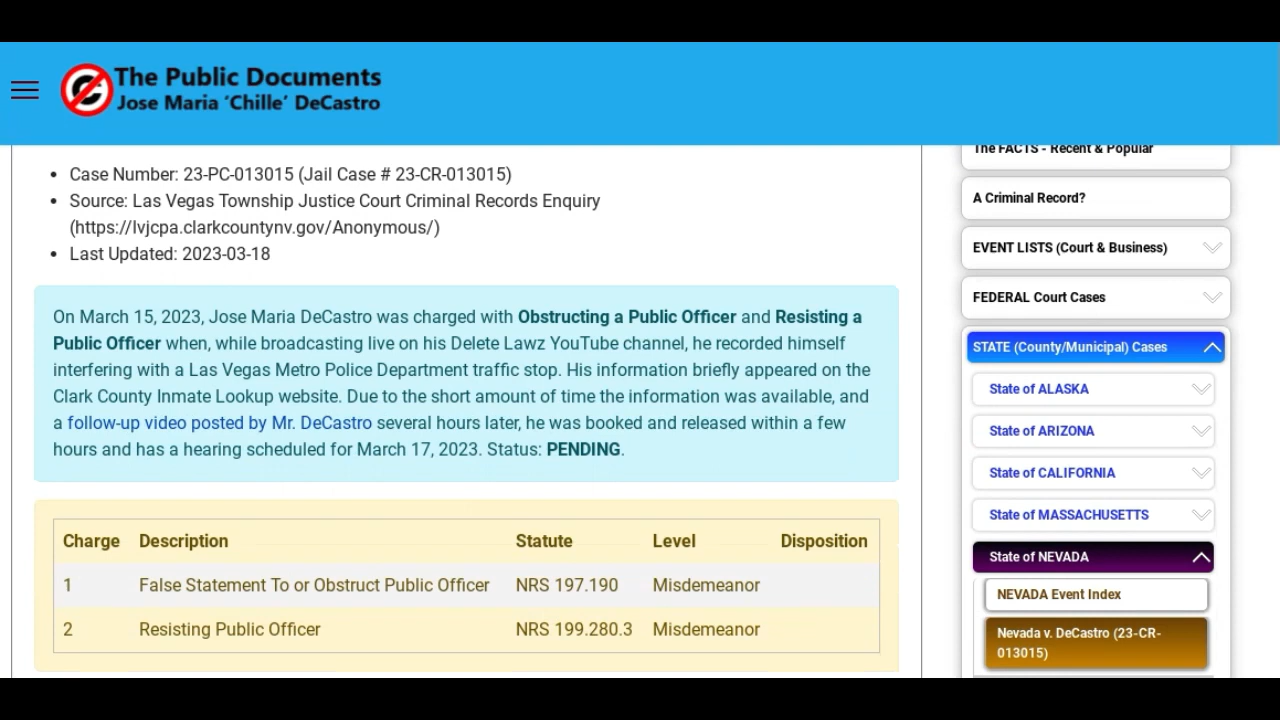 The Public Documents
Jose Maria ‘Chille’ DeCastro
Case Number: 23-PC-013015 (Jail Case # 23-CR-013015)
Source: Las Vegas Township Justice Court Criminal Records Enquiry
(https://lvjcpa.clarkcountynv.gov/Anonymous/)
Last Updated: 2023-03-18
On March 15, 2023, Jose Maria DeCastro was charged with Obstructing a Public Officer and Resisting a
Public Officer when, while broadcasting live on his Delete Lawz YouTube channel, he recorded himself
interfering with a Las Vegas Metro Police Department traffic stop. His information briefly appeared on the
Clark County Inmate Lookup website. Due to the short amount of time the information was available, and
a follow-up video posted by Mr. DeCastro several hours later, he was booked and released within a few
hours and has a hearing scheduled for March 17, 2023. Status: PENDING.
Charge Description Statute Level Disposition
1 False Statement To or Obstruct Public Officer NRS 197.190 Misdemeanor
2 Resisting Public Officer NRS 199.280.3 Misdemeanor
The FACTS - Recent & Popular
A Criminal Record?
EVENT LISTS (Court & Business)
FEDERAL Court Cases
STATE (County/Municipal) Cases
State of ALASKA
State of ARIZONA
State of CALIFORNIA
State of MASSACHUSETTS
State of NEVADA
NEVADA Event Index
Nevada v. DeCastro (23-CR-
013015)